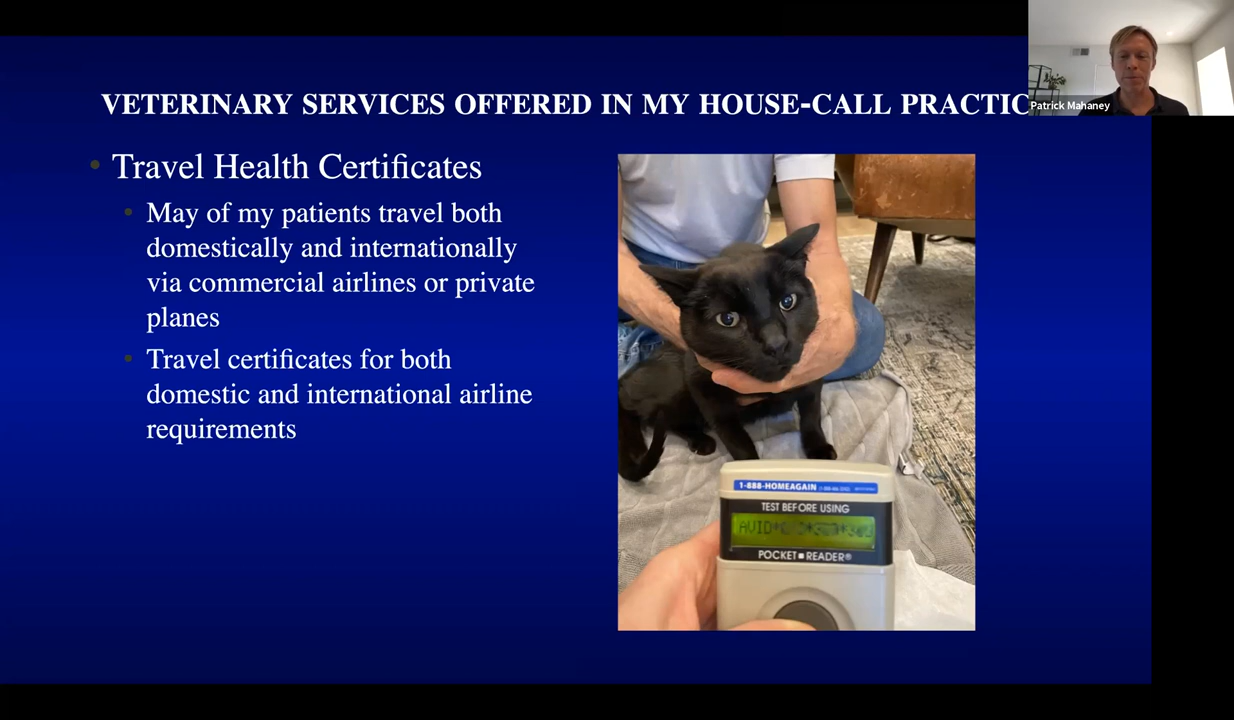 VETERINARY SERVICES OFFERED IN MY HOUSE-CALL PRACTIC
Patrick Mahaney
Travel Health Certificates
May of my patients travel both
domestically and internationally
via commercial airlines or private
planes
Travel certificates for both
domestic and international airline
requirements
1-888-HOMEAGAIN
TEST BEFORE USING
POCKET READER®